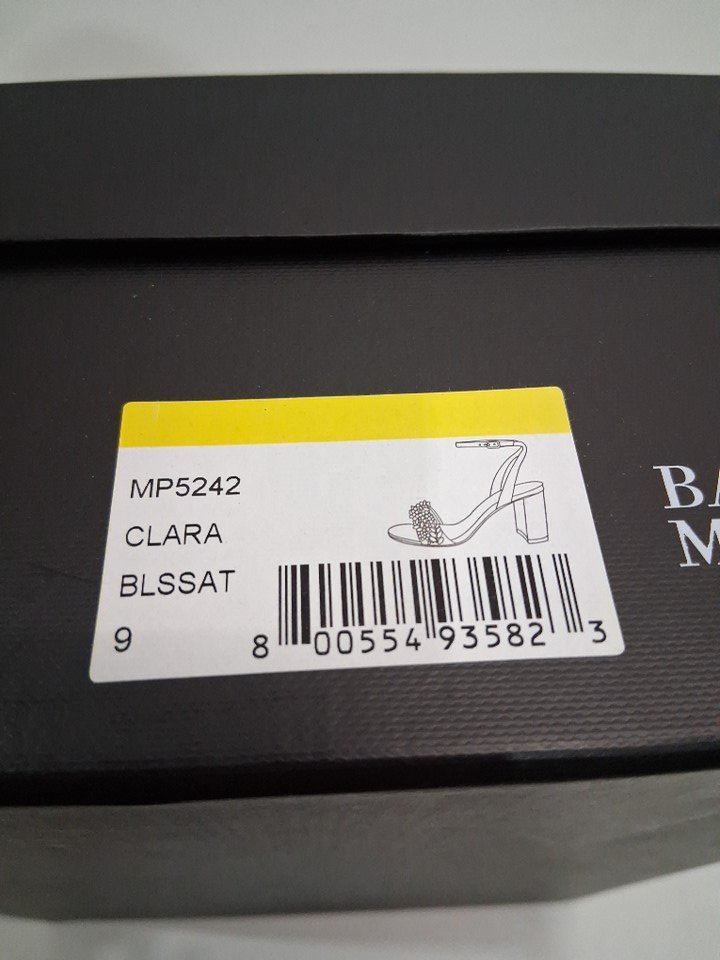 MP5242
CLARA
BLSSAT
9
8 00554 93582 3